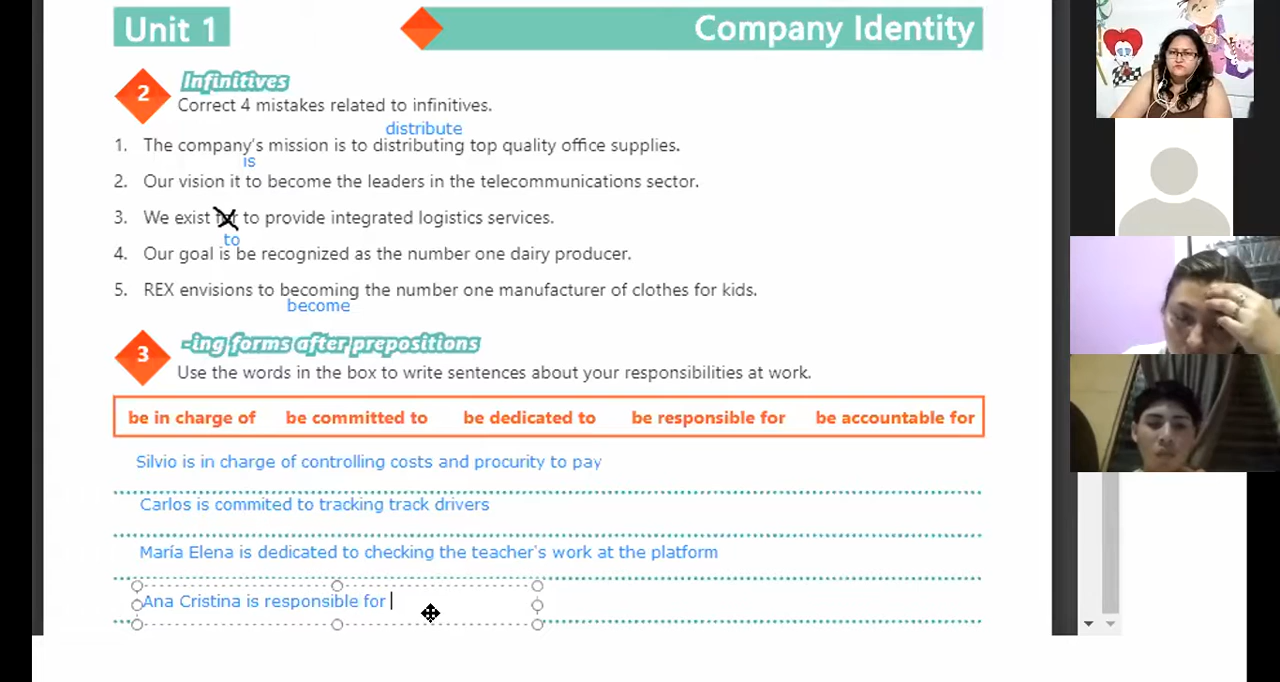 Unit 1
Company Identity
2
Infinitives
Correct 4 mistakes related to infinitives.
distribute
1. The company's mission is to distributing top quality office supplies.
is
2. Our vision it to become the leaders in the telecommunications sector.
3. We exist for to provide integrated logistics services.
to
4. Our goal is be recognized as the number one dairy producer.
5. REX envisions to becoming the number one manufacturer of clothes for kids.
become
3
-ing forms after prepositions
Use the words in the box to write sentences about your responsibilities at work.
be in charge of be committed to be dedicated to be responsible for be accountable for
Silvio is in charge of controlling costs and procurity to pay
Carlos is commited to tracking track drivers
María Elena is dedicated to checking the teacher's work at the platform
Ana Cristina is responsible for